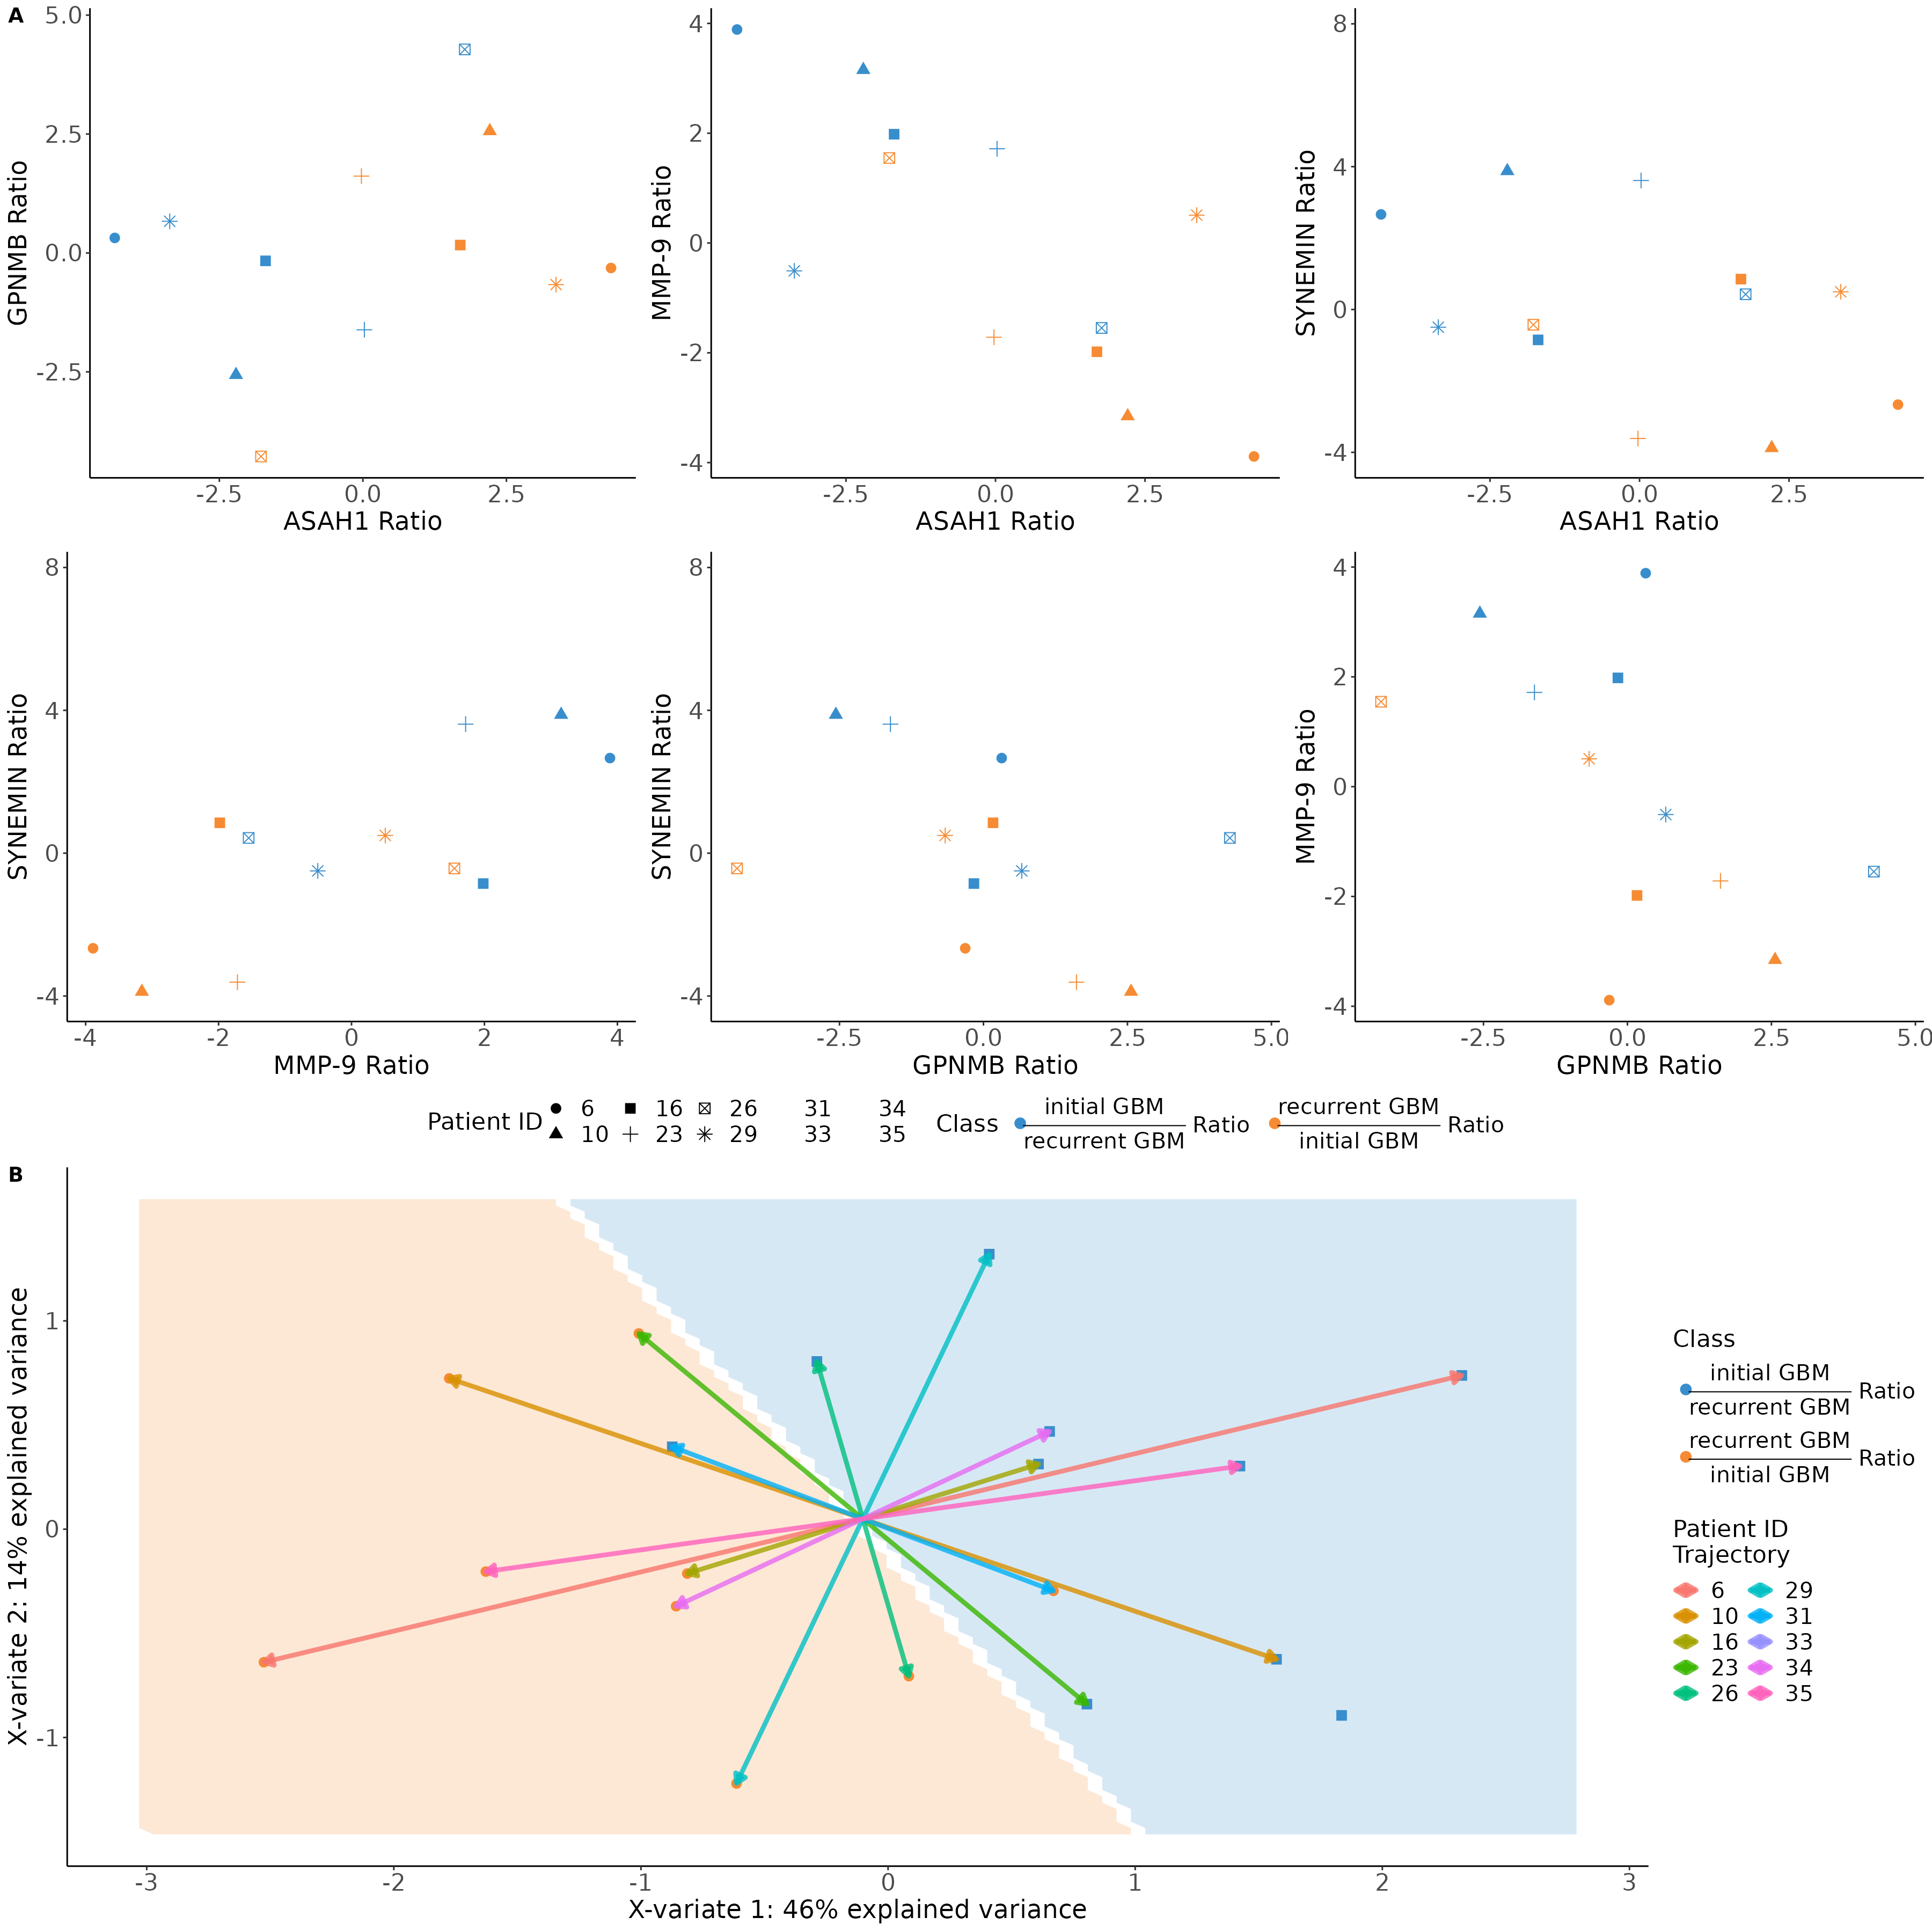 A
5.0
2.5
0.0
-2.5
GPNMB Ratio
-2.5 0.0 2.5
ASAH1 Ratio
4
2
0
-2
-4
MMP-9 Ratio
-2.5 0.0 2.5
ASAH1 Ratio
8
4
0
-4
SYNEMIN Ratio
-2.5 0.0 2.5
ASAH1 Ratio
8
4
0
-4
SYNEMIN Ratio
-4 -2 0 2 4
MMP-9 Ratio
8
4
0
-4
SYNEMIN Ratio
-2.5 0.0 2.5 5.0
GPNMB Ratio
4
2
0
-2
-4
MMP-9 Ratio
-2.5 0.0 2.5 5.0
GPNMB Ratio
Patient ID
6 16 26 31 34
10 23 29 33 35
Class
initial GBM
recurrent GBM
Ratio
recurrent GBM
initial GBM
Ratio
B
1
0
-1
X-variate 2: 14% explained variance
-3 -2 -1 0 1 2 3
X-variate 1: 46% explained variance
Class
initial GBM
recurrent GBM
Ratio
recurrent GBM
initial GBM
Ratio
Patient ID
Trajectory
6 29
10 31
16 33
23 34
26 35